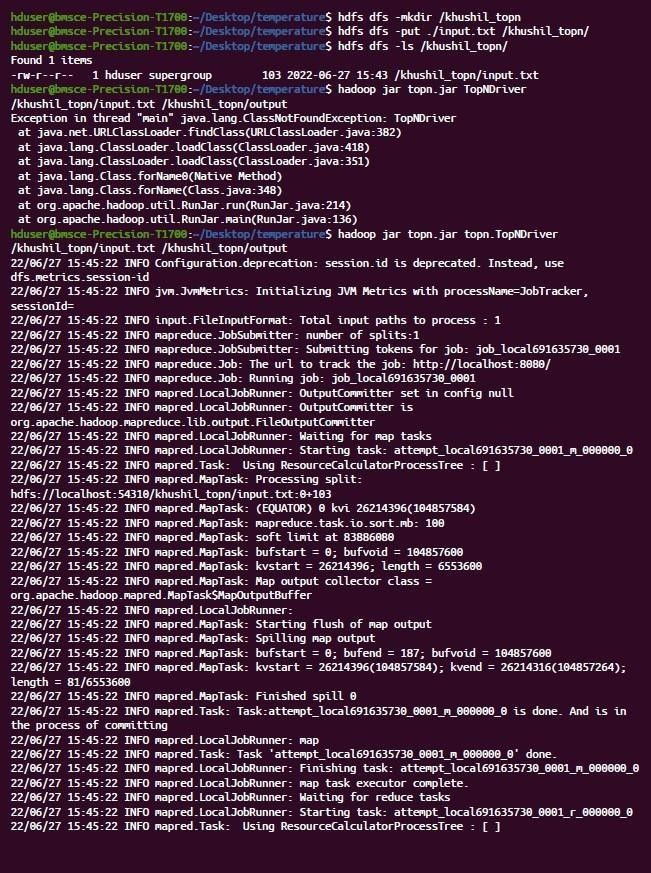 hduser@bmsce-Precision-T1700:~/Desktop/temperature$ hdfs dfs -mkdir /khushil_topn
hduser@bmsce-Precision-T1700:~/Desktop/temperature$ hdfs dfs -put ./input.txt /khushil_topn/
hduser@bmsce-Precision-T1700:~/Desktop/temperature$ hdfs dfs -ls /khushil_topn/
Found 1 items
-rw-r--r--   1 hduser supergroup        103 2022-06-27 15:43 /khushil_topn/input.txt
hduser@bmsce-Precision-T1700:~/Desktop/temperature$ hadoop jar topn.jar TopNDriver
/khushil_topn/input.txt /khushil_topn/output
Exception in thread "main" java.lang.ClassNotFoundException: TopNDriver
at java.net.URLClassLoader.findClass(URLClassLoader.java:382)
at java.lang.ClassLoader.loadClass(ClassLoader.java:418)
at java.lang.ClassLoader.loadClass(ClassLoader.java:351)
at java.lang.Class.forName0(Native Method)
at java.lang.Class.forName(Class.java:348)
at org.apache.hadoop.util.RunJar.run(RunJar.java:214)
at org.apache.hadoop.util.RunJar.main(RunJar.java:136)
hduser@bmsce-Precision-T1700:~/Desktop/temperature$ hadoop jar topn.jar topn.TopNDriver
/khushil_topn/input.txt /khushil_topn/output
22/06/27 15:45:22 INFO Configuration.deprecation: session.id is deprecated. Instead, use
dfs.metrics.session-id
22/06/27 15:45:22 INFO jvm.JvmMetrics: Initializing JVM Metrics with processName=JobTracker,
sessionId=
22/06/27 15:45:22 INFO input.FileInputFormat: Total input paths to process : 1
22/06/27 15:45:22 INFO mapreduce.JobSubmitter: number of splits:1
22/06/27 15:45:22 INFO mapreduce.JobSubmitter: Submitting tokens for job: job_local691635730_0001
22/06/27 15:45:22 INFO mapreduce.Job: The url to track the job: http://localhost:8080/
22/06/27 15:45:22 INFO mapreduce.Job: Running job: job_local691635730_0001
22/06/27 15:45:22 INFO mapred.LocalJobRunner: OutputCommitter set in config null
22/06/27 15:45:22 INFO mapred.LocalJobRunner: OutputCommitter is
org.apache.hadoop.mapreduce.lib.output.FileOutputCommitter
22/06/27 15:45:22 INFO mapred.LocalJobRunner: Waiting for map tasks
22/06/27 15:45:22 INFO mapred.LocalJobRunner: Starting task: attempt_local691635730_0001_m_000000_0
22/06/27 15:45:22 INFO mapred.Task:  Using ResourceCalculatorProcessTree : [ ]
22/06/27 15:45:22 INFO mapred.MapTask: Processing split:
hdfs://localhost:54310/khushil_topn/input.txt:0+103
22/06/27 15:45:22 INFO mapred.MapTask: (EQUATOR) 0 kvi 26214396(104857584)
22/06/27 15:45:22 INFO mapred.MapTask: mapreduce.task.io.sort.mb: 100
22/06/27 15:45:22 INFO mapred.MapTask: soft limit at 83886080
22/06/27 15:45:22 INFO mapred.MapTask: bufstart = 0; bufvoid = 104857600
22/06/27 15:45:22 INFO mapred.MapTask: kvstart = 26214396; length = 6553600
22/06/27 15:45:22 INFO mapred.MapTask: Map output collector class =
org.apache.hadoop.mapred.MapTask$MapOutputBuffer
22/06/27 15:45:22 INFO mapred.LocalJobRunner:
22/06/27 15:45:22 INFO mapred.MapTask: Starting flush of map output
22/06/27 15:45:22 INFO mapred.MapTask: Spilling map output
22/06/27 15:45:22 INFO mapred.MapTask: bufstart = 0; bufend = 187; bufvoid = 104857600
22/06/27 15:45:22 INFO mapred.MapTask: kvstart = 26214396(104857584); kvend = 26214316(104857264);
length = 81/6553600
22/06/27 15:45:22 INFO mapred.MapTask: Finished spill 0
22/06/27 15:45:22 INFO mapred.Task: Task:attempt_local691635730_0001_m_000000_0 is done. And is in
the process of committing
22/06/27 15:45:22 INFO mapred.LocalJobRunner: map
22/06/27 15:45:22 INFO mapred.Task: Task 'attempt_local691635730_0001_m_000000_0' done.
22/06/27 15:45:22 INFO mapred.LocalJobRunner: Finishing task: attempt_local691635730_0001_m_000000_0
22/06/27 15:45:22 INFO mapred.LocalJobRunner: map task executor complete.
22/06/27 15:45:22 INFO mapred.LocalJobRunner: Waiting for reduce tasks
22/06/27 15:45:22 INFO mapred.LocalJobRunner: Starting task: attempt_local691635730_0001_r_000000_0
22/06/27 15:45:22 INFO mapred.Task:  Using ResourceCalculatorProcessTree : [ ]